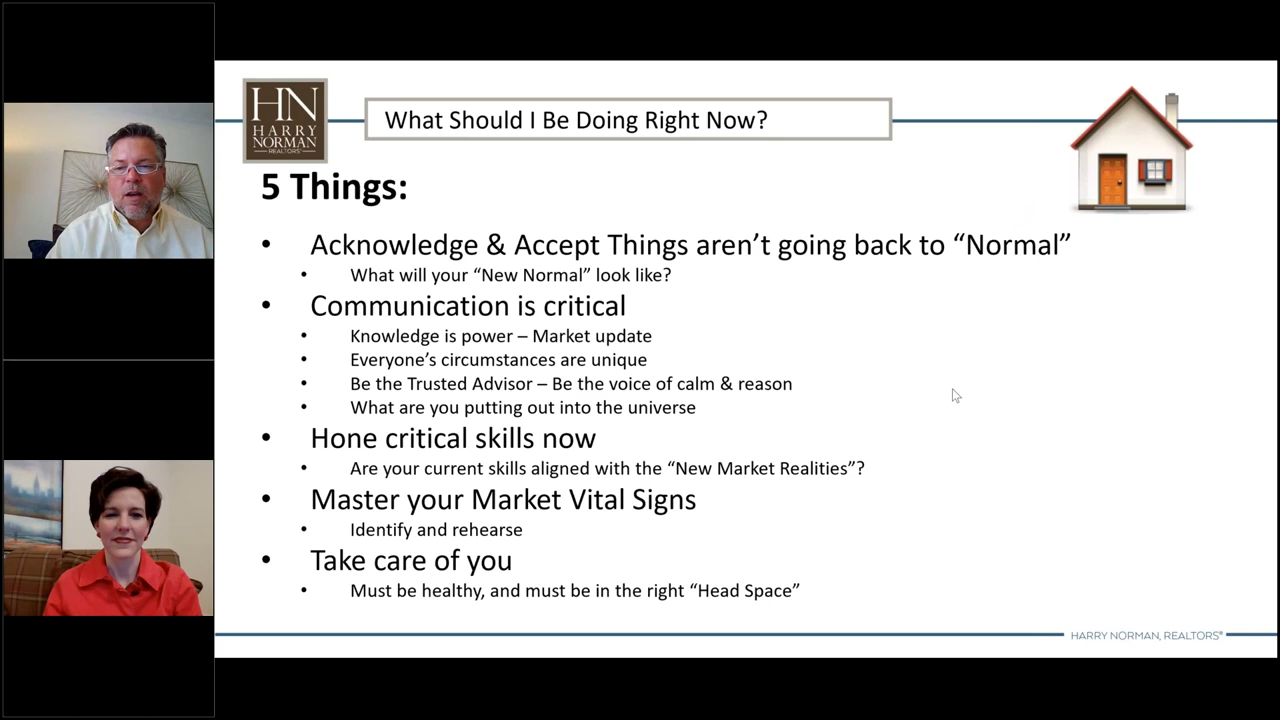 HN
HARRY
NORMAN
REALTORS®
What Should I Be Doing Right Now?
5 Things:
• Acknowledge & Accept Things aren’t going back to “Normal”
• What will your “New Normal” look like?
• Communication is critical
• Knowledge is power – Market update
• Everyone’s circumstances are unique
• Be the Trusted Advisor – Be the voice of calm & reason
• What are you putting out into the universe
• Hone critical skills now
• Are your current skills aligned with the “New Market Realities”?
• Master your Market Vital Signs
• Identify and rehearse
• Take care of you
• Must be healthy, and must be in the right “Head Space”
HARRY NORMAN, REALTORS®